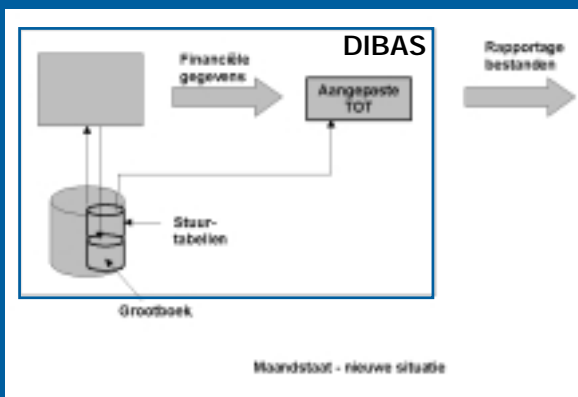 DIBAS
Financiële
gegevens
Aangepaste
TOT
Rapportage
bestanden
Stuur-
tabellen
Grootboek
Maandstaat - nieuwe situatie